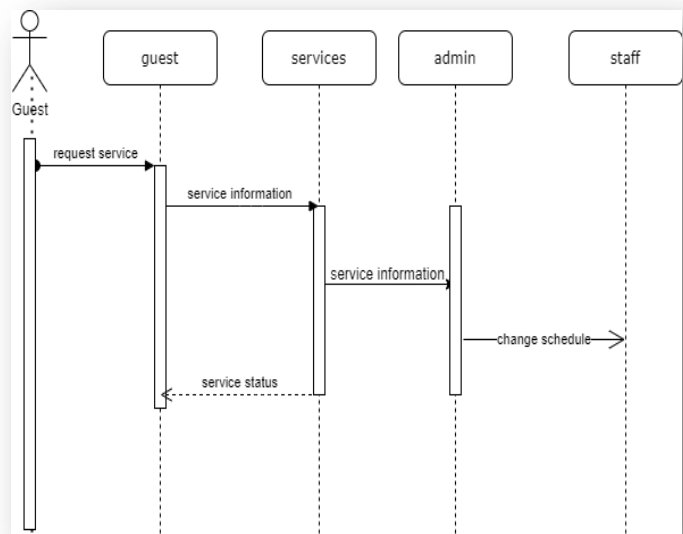 guest
services
admin
staff
Guest
request service
service information
service information
change schedule
service status